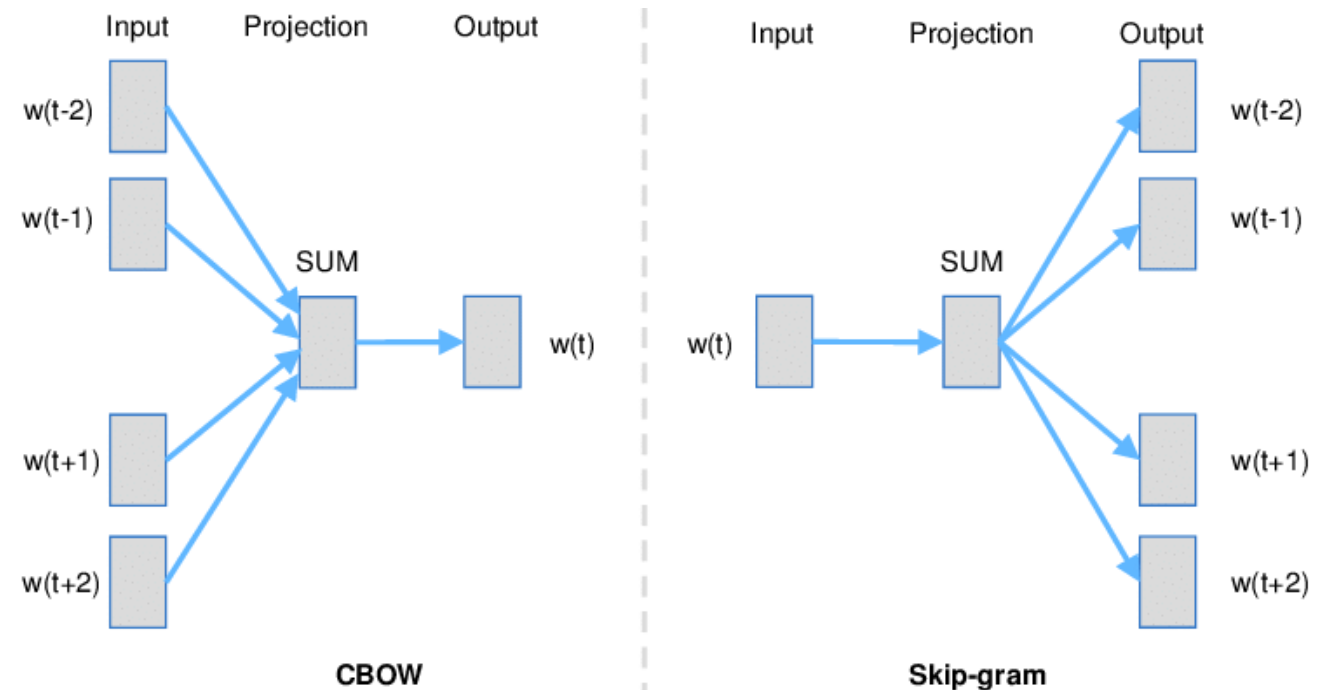 Input Projection Output
w(t-2)
w(t-1)
SUM
w(t)
w(t+1)
w(t+2)
CBOW
Input Projection Output
w(t-2)
w(t-1)
SUM
w(t)
w(t+1)
w(t+2)
Skip-gram